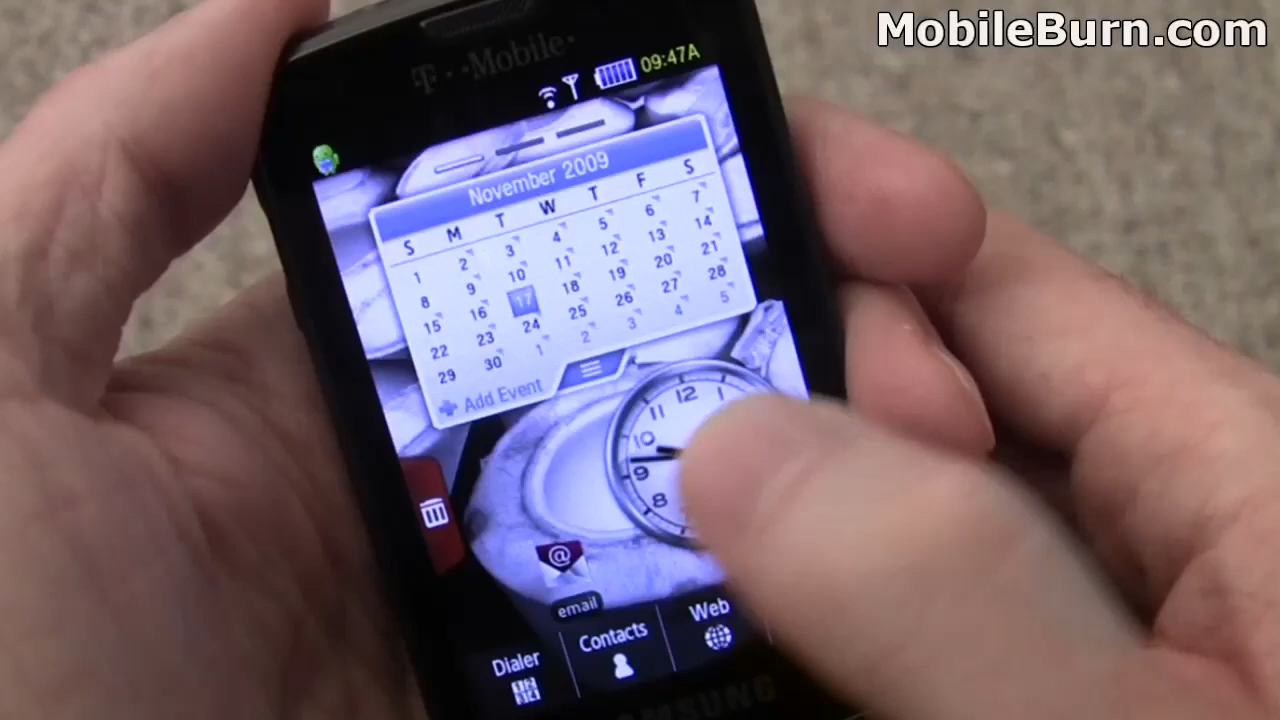 MobileBurn.com
T··Mobile·
09:47A
November 2009
S M T W T F S
1 2 3 4 5 6 7
8 9 10 11 12 13 14
15 16 17 18 19 20 21
22 23 24 25 26 27 28
29 30 1 2 3 4 5
Add Event
12
1
11
10
9
8
@
email
Dialer
Contacts
Web
SAMSUNG